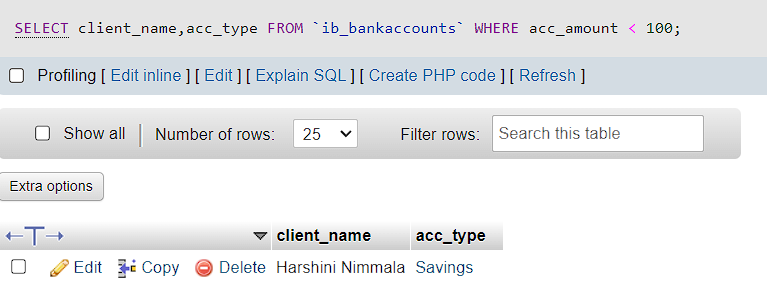 SELECT client_name,acc_type FROM `ib_bankaccounts` WHERE acc_amount < 100;
Profiling [ Edit inline ] [ Edit ] [ Explain SQL ] [ Create PHP code ] [ Refresh ]
Show all Number of rows: 25 Filter rows: Search this table
Extra options
←T→ client_name acc_type
Edit Copy Delete Harshini Nimmala Savings